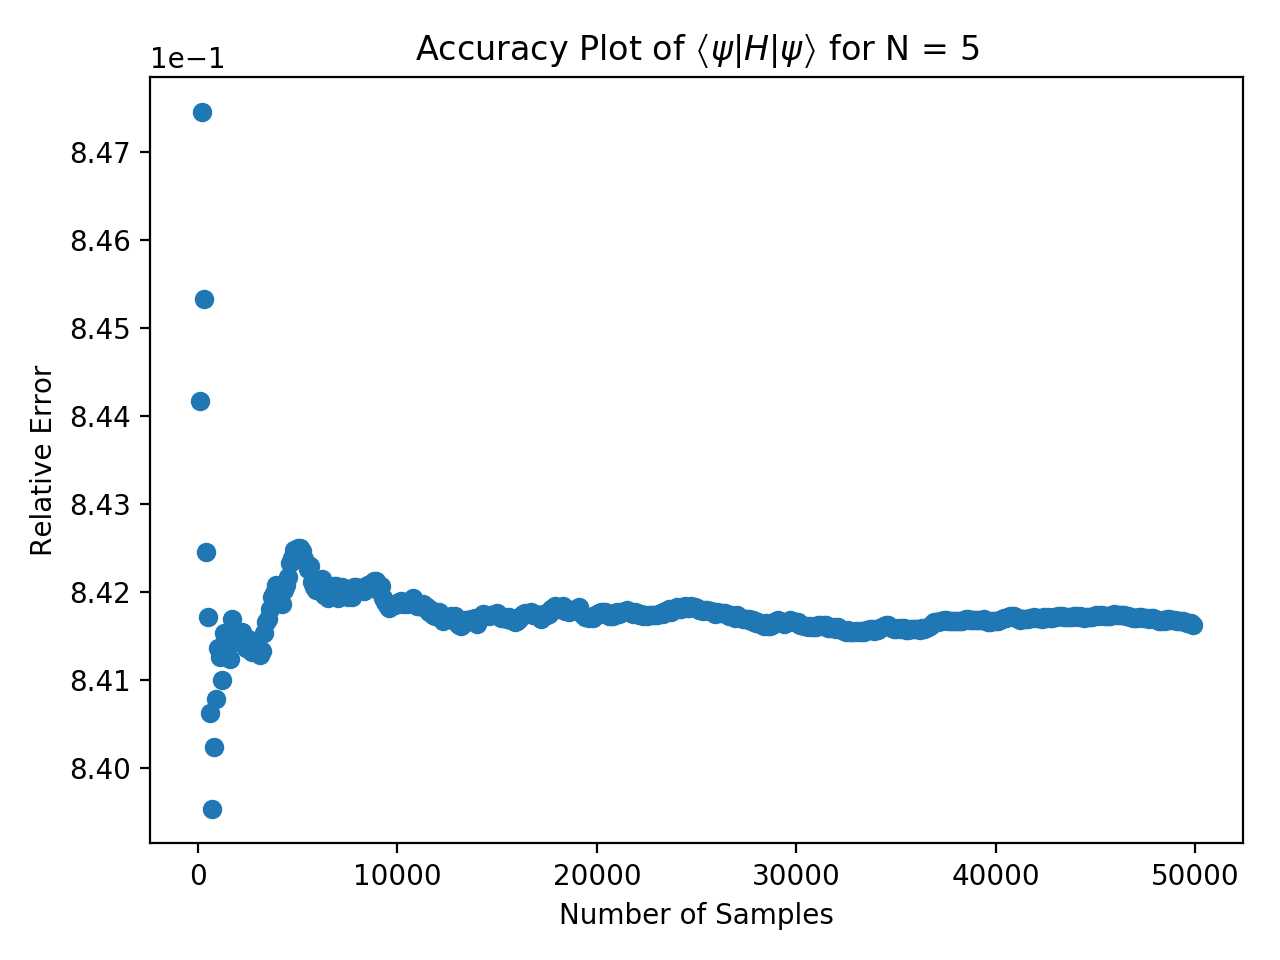 Accuracy Plot of ⟨ψ|H|ψ⟩ for N = 5
1e−1
8.47
8.46
8.45
8.44
8.43
8.42
8.41
8.40
Relative Error
0 10000 20000 30000 40000 50000
Number of Samples